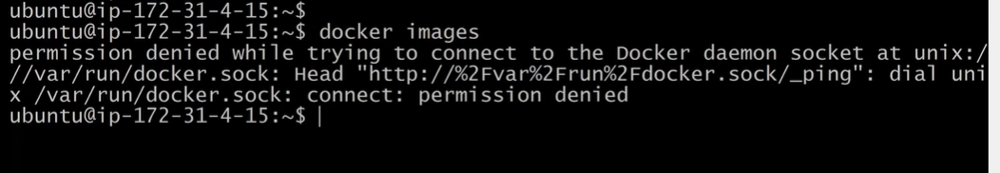 ubuntu@ip-172-31-4-15:~$
ubuntu@ip-172-31-4-15:~$ docker images
permission denied while trying to connect to the Docker daemon socket at unix:/
//var/run/docker.sock: Head "http://%2Fvar%2Frun%2Fdocker.sock/_ping": dial uni
x /var/run/docker.sock: connect: permission denied
ubuntu@ip-172-31-4-15:~$